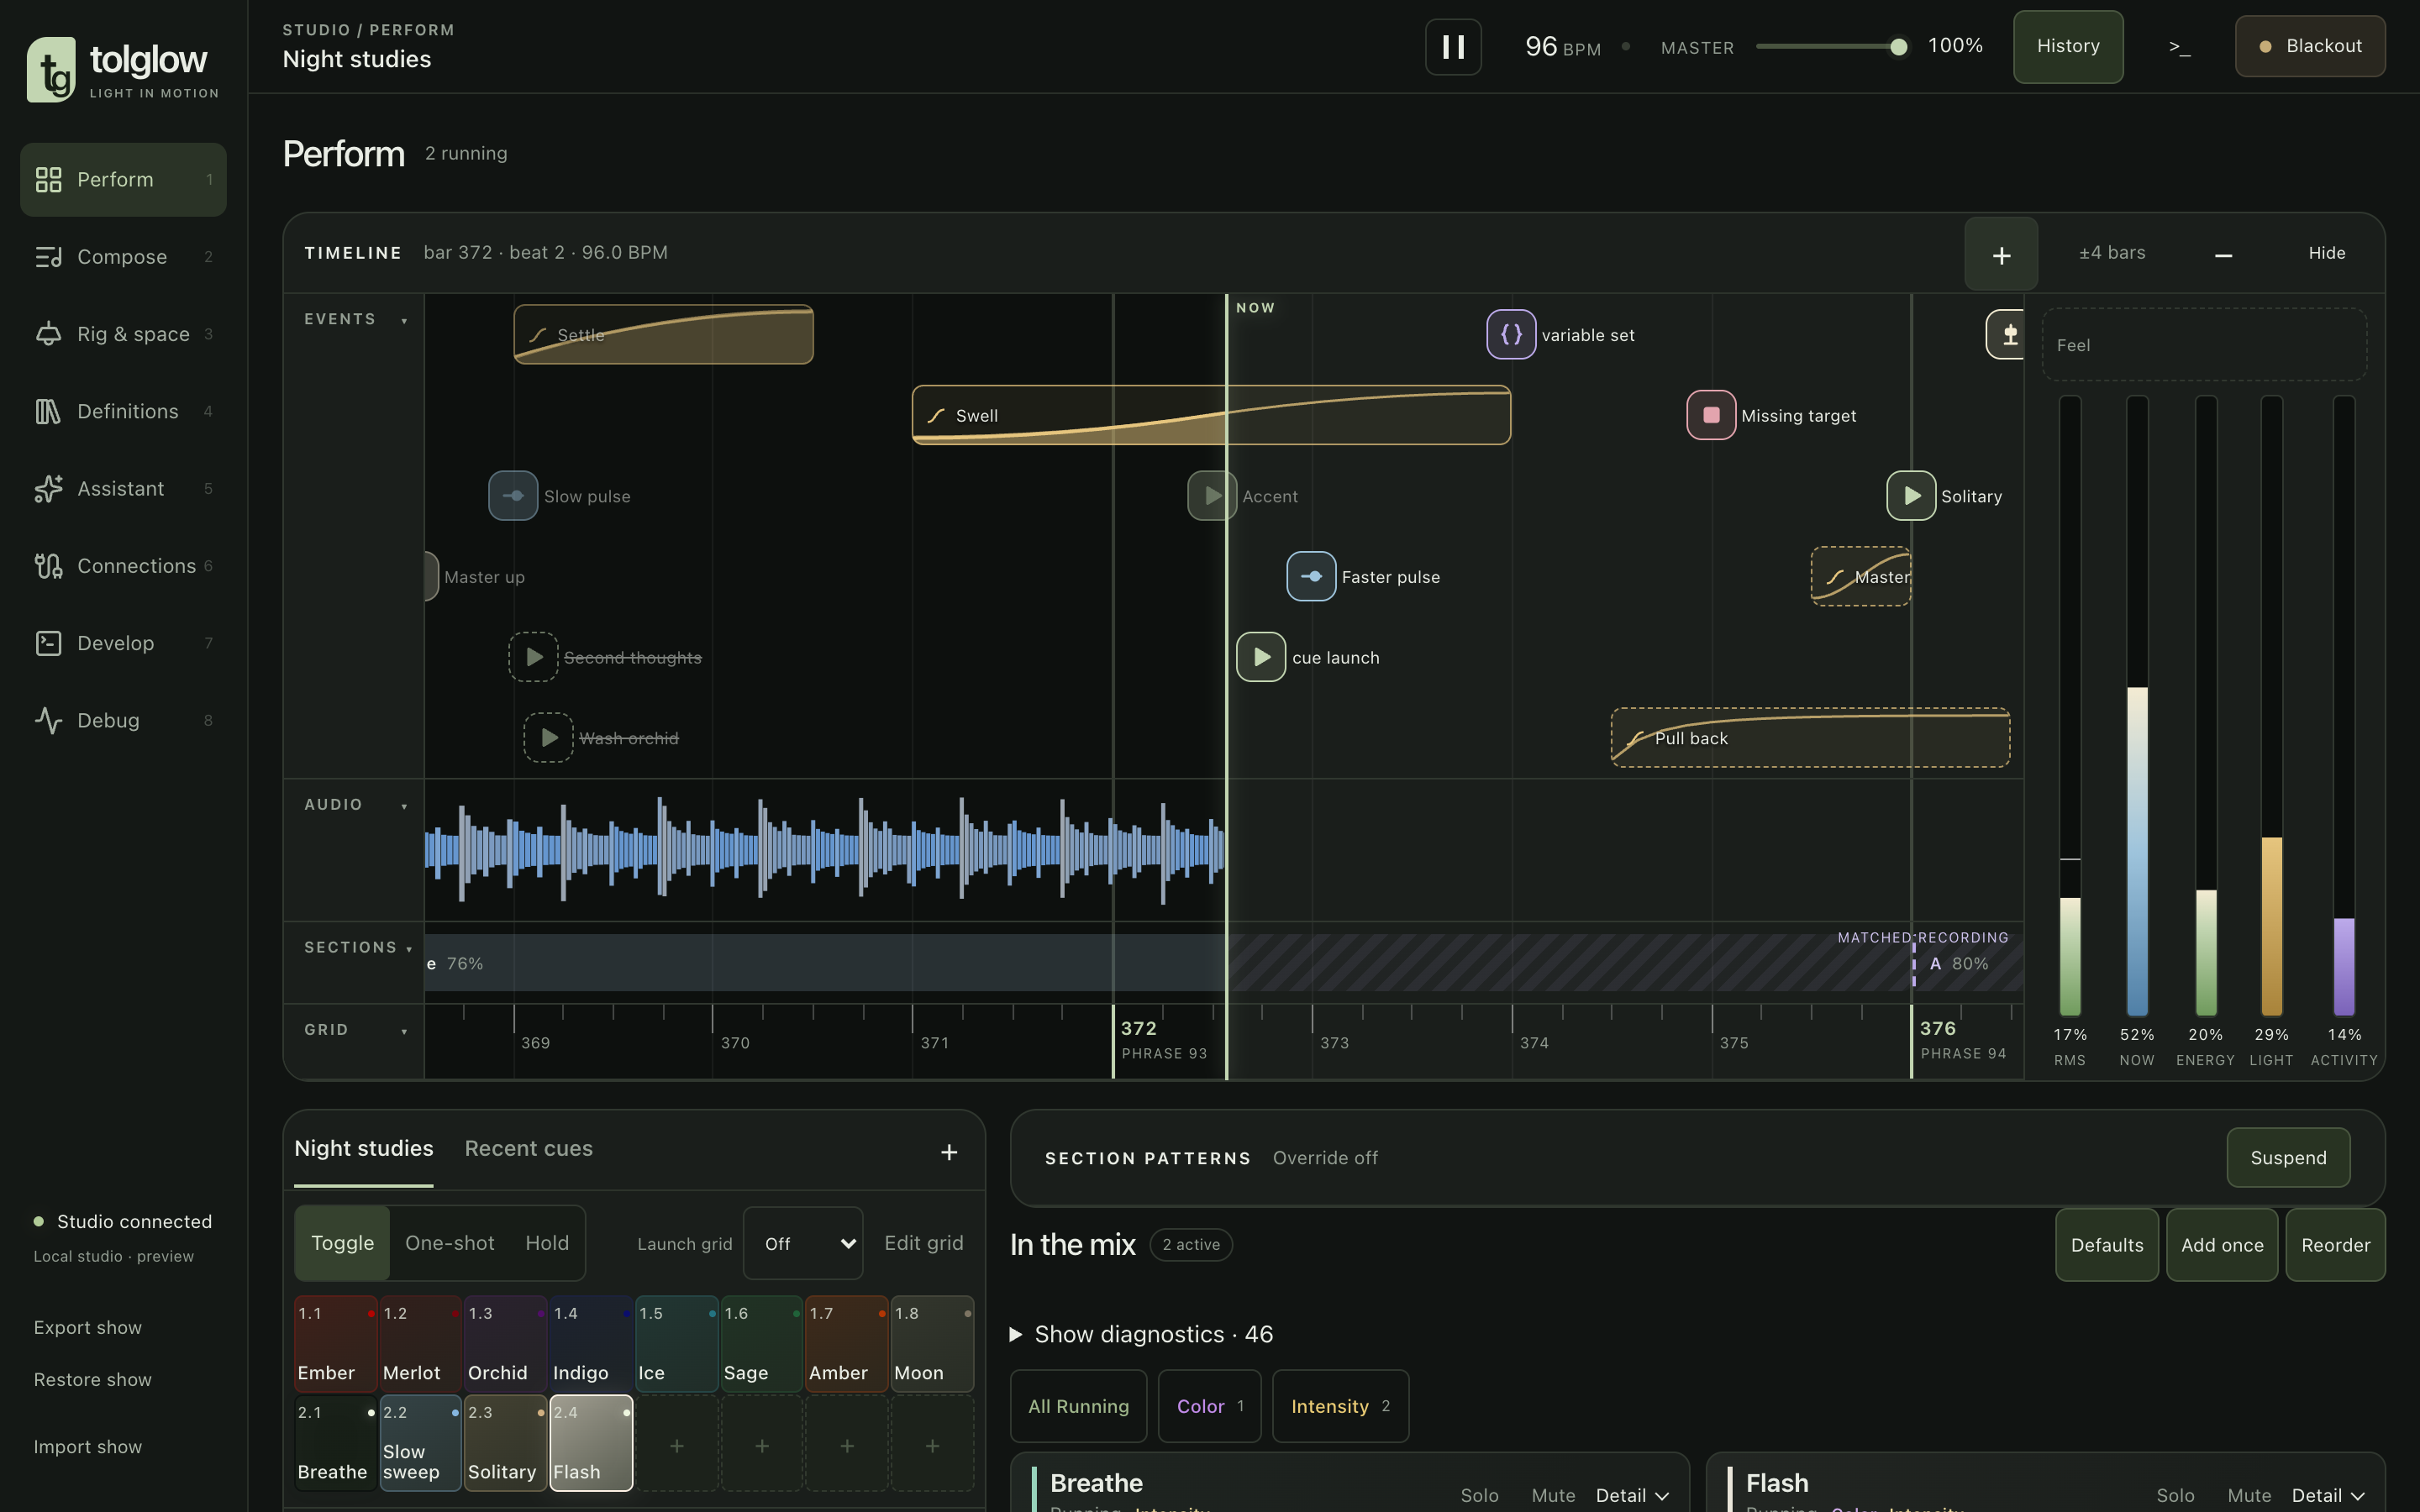 tg tolglow
LIGHT IN MOTION
Perform 1
Compose 2
Rig & space 3
Definitions 4
Assistant 5
Connections 6
Develop 7
Debug 8
Studio connected
Local studio · preview
Export show
Restore show
Import show
STUDIO / PERFORM
Night studies
96 BPM
MASTER
100%
History
>_
Blackout
Perform 2 running
TIMELINE bar 372 · beat 2 · 96.0 BPM
+ ±4 bars − Hide
EVENTS
NOW
Settle
variable set
Swell
Missing target
Slow pulse
Accent
Solitary
Master up
Faster pulse
Master
Second thoughts
cue launch
Wash orchid
Pull back
AUDIO
SECTIONS
e 76%
MATCHED RECORDING
A 80%
GRID
369
370
371
372
PHRASE 93
373
374
375
376
PHRASE 94
Feel
17% 52% 20% 29% 14%
RMS NOW ENERGY LIGHT ACTIVITY
Night studies Recent cues +
Toggle One-shot Hold Launch grid Off Edit grid
1.1 1.2 1.3 1.4 1.5 1.6 1.7 1.8
Ember Merlot Orchid Indigo Ice Sage Amber Moon
2.1 2.2 2.3 2.4
Breathe Slow sweep Solitary Flash + + + +
SECTION PATTERNS Override off Suspend
In the mix 2 active Defaults Add once Reorder
Show diagnostics · 46
All Running Color 1 Intensity 2
Breathe Solo Mute Detail
Running Intensity
Flash Solo Mute Detail
Running Color Intensity